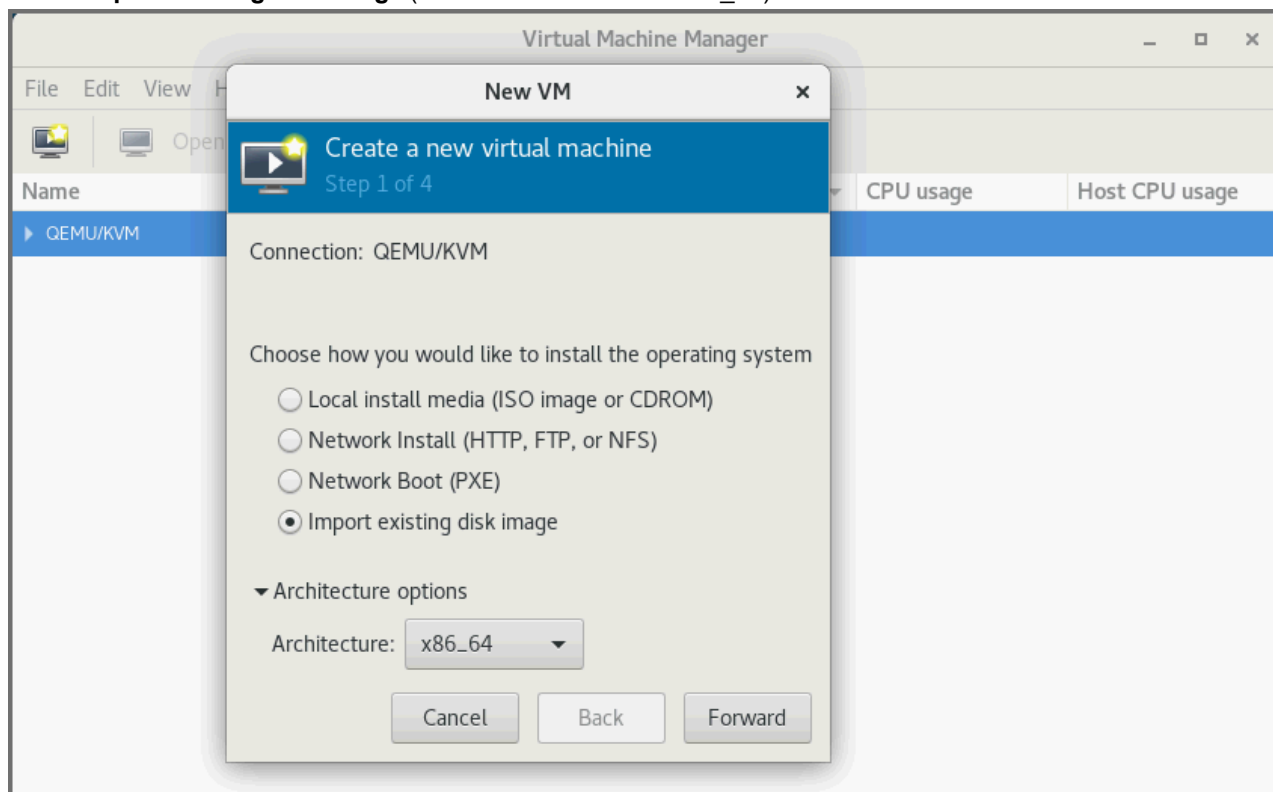 Virtual Machine Manager
File Edit View H
New VM
Open
Create a new virtual machine
Step 1 of 4
Name CPU usage Host CPU usage
QEMU/KVM
Connection: QEMU/KVM
Choose how you would like to install the operating system
Local install media (ISO image or CDROM)
Network Install (HTTP, FTP, or NFS)
Network Boot (PXE)
Import existing disk image
Architecture options
Architecture: x86_64
Cancel Back Forward